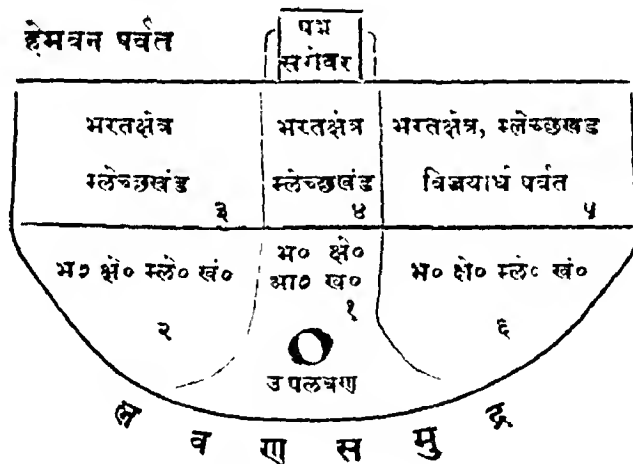 हेमवन पर्वत
पद्म
सरोवर
भरतक्षेत्र
म्लेच्छखंड
३
भरतक्षेत्र
म्लेच्छखंड
४
भरतक्षेत्र, म्लेच्छखंड
विजयार्ध पर्वत
५
भ० क्षे० म्ले० खं०
२
भ० क्षे०
आ० खं०
१
भ० क्षे० म्ले० खं०
६
उपलवण
लवणसमुद्र